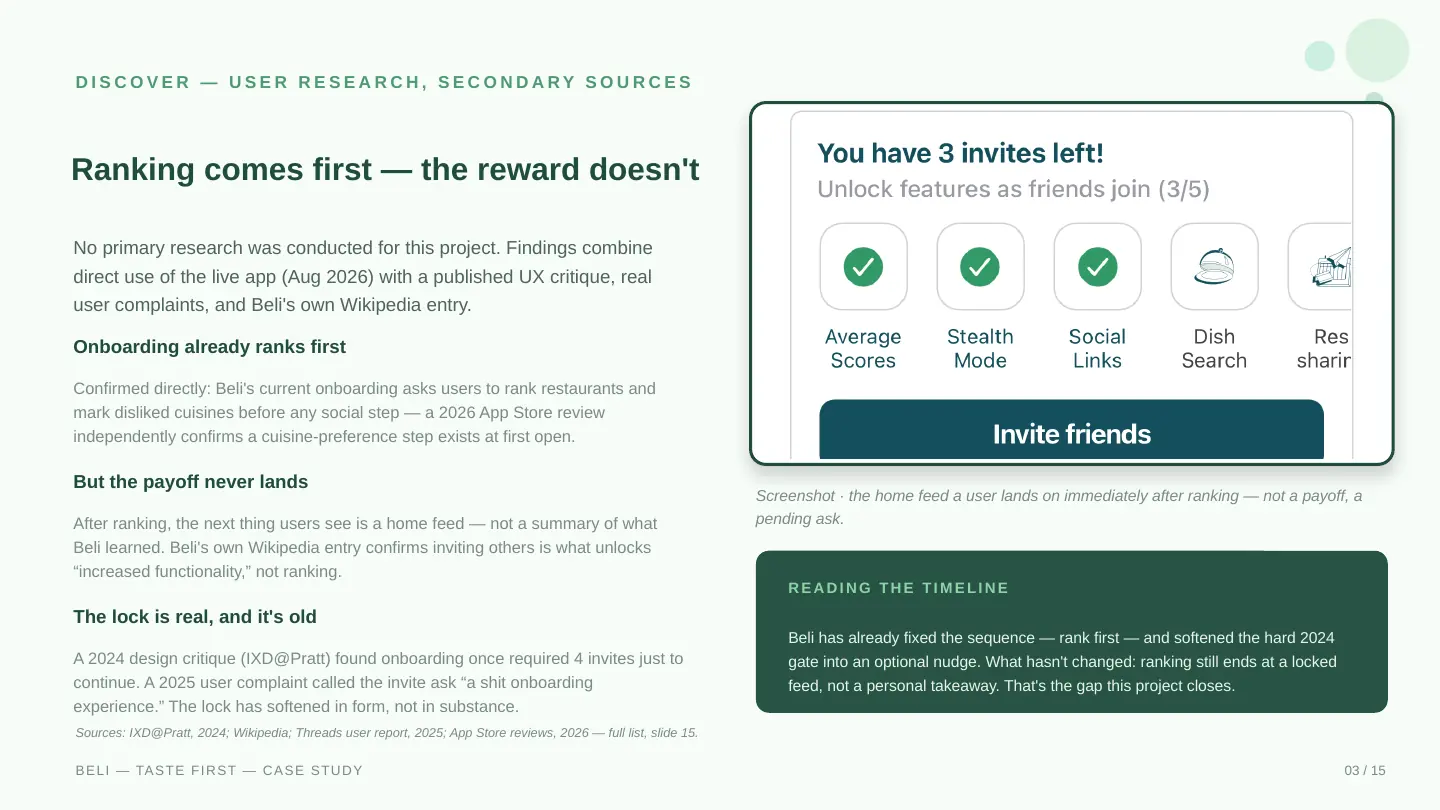 DISCOVER — USER RESEARCH, SECONDARY SOURCES
Ranking comes first — the reward doesn't
No primary research was conducted for this project. Findings combine
direct use of the live app (Aug 2026) with a published UX critique, real
user complaints, and Beli's own Wikipedia entry.
Onboarding already ranks first
Confirmed directly: Beli's current onboarding asks users to rank restaurants and
mark disliked cuisines before any social step — a 2026 App Store review
independently confirms a cuisine-preference step exists at first open.
But the payoff never lands
After ranking, the next thing users see is a home feed — not a summary of what
Beli learned. Beli's own Wikipedia entry confirms inviting others is what unlocks
“increased functionality,” not ranking.
The lock is real, and it's old
A 2024 design critique (IXD@Pratt) found onboarding once required 4 invites just to
continue. A 2025 user complaint called the invite ask “a shit onboarding
experience.” The lock has softened in form, not in substance.
Sources: IXD@Pratt, 2024; Wikipedia; Threads user report, 2025; App Store reviews, 2026 — full list, slide 15.
You have 3 invites left!
Unlock features as friends join (3/5)
Average Scores
Stealth Mode
Social Links
Dish Search
Res
sharin
Invite friends
Screenshot · the home feed a user lands on immediately after ranking — not a payoff, a
pending ask.
READING THE TIMELINE
Beli has already fixed the sequence — rank first — and softened the hard 2024
gate into an optional nudge. What hasn't changed: ranking still ends at a locked
feed, not a personal takeaway. That's the gap this project closes.
BELI — TASTE FIRST — CASE STUDY
03 / 15